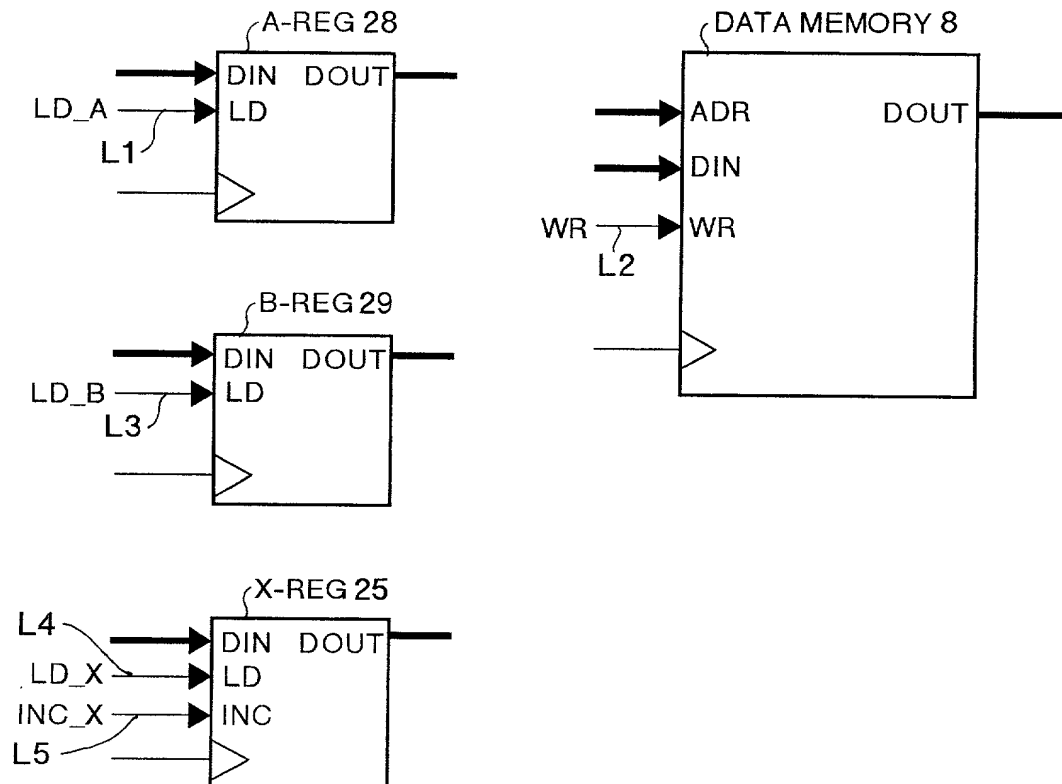 A-REG 28
DIN DOUT
LD_A LD
L1
DATA MEMORY 8
ADR DOUT
DIN
WR WR
L2
B-REG 29
DIN DOUT
LD_B LD
L3
X-REG 25
L4
DIN DOUT
LD_X LD
INC_X INC
L5